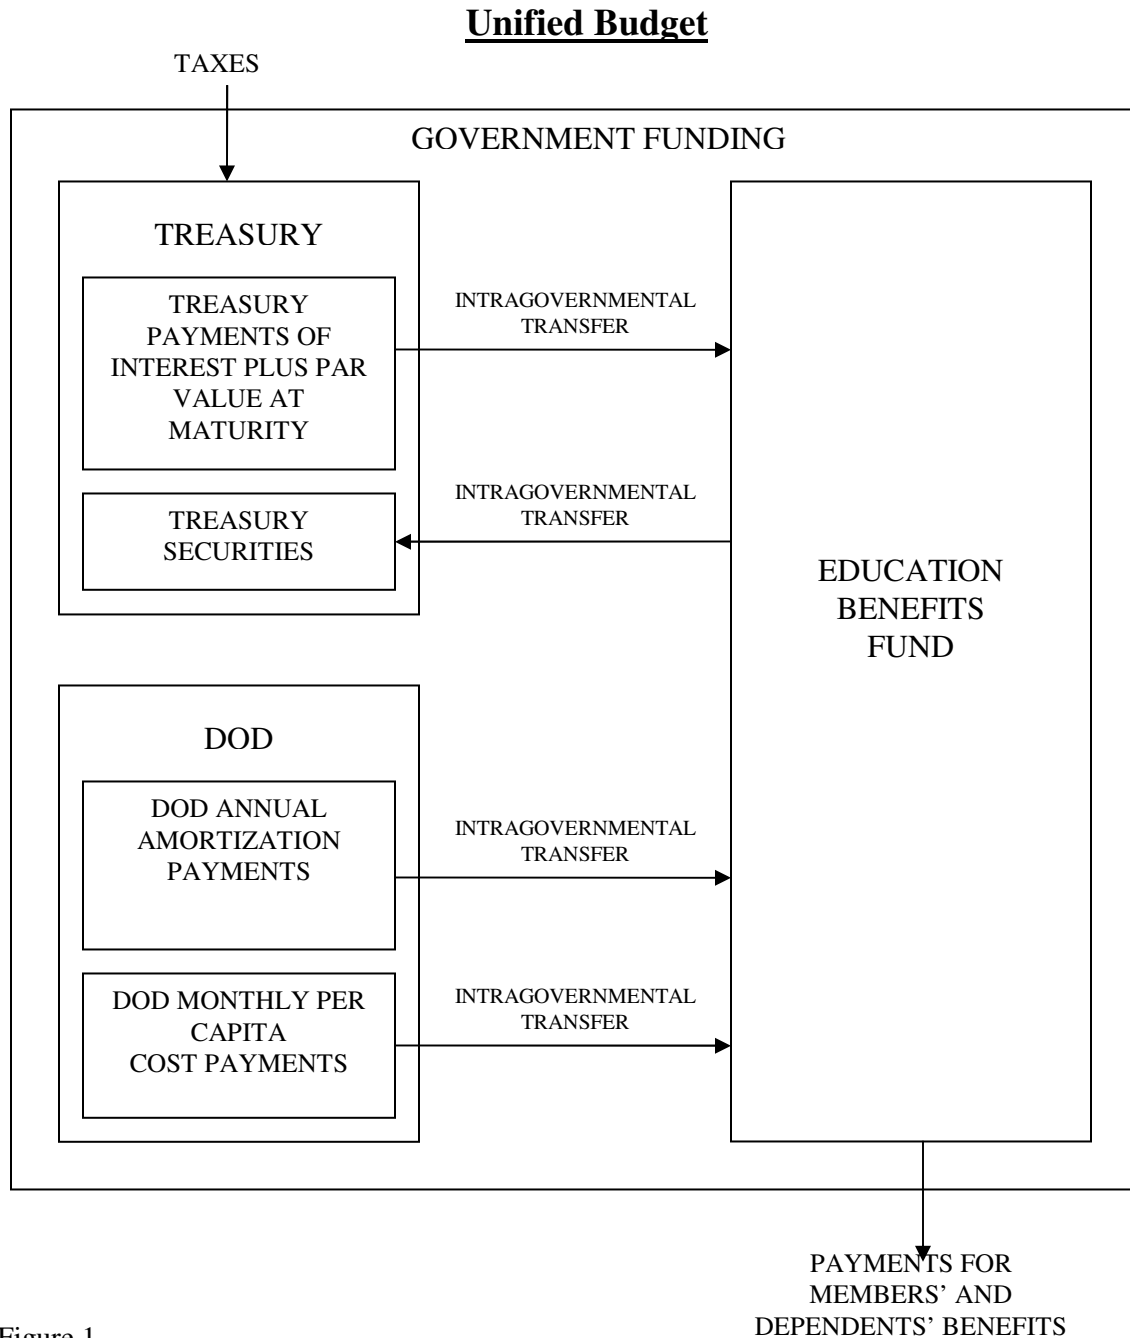 Unified Budget
TAXES
GOVERNMENT FUNDING
TREASURY
TREASURY
PAYMENTS OF
INTEREST PLUS PAR
VALUE AT
MATURITY
INTRAGOVERNMENTAL
TRANSFER
TREASURY
SECURITIES
INTRAGOVERNMENTAL
TRANSFER
EDUCATION
BENEFITS
FUND
DOD
DOD ANNUAL
AMORTIZATION
PAYMENTS
INTRAGOVERNMENTAL
TRANSFER
DOD MONTHLY PER
CAPITA
COST PAYMENTS
INTRAGOVERNMENTAL
TRANSFER
PAYMENTS FOR
MEMBERS’ AND
DEPENDENTS’ BENEFITS
Figure 1